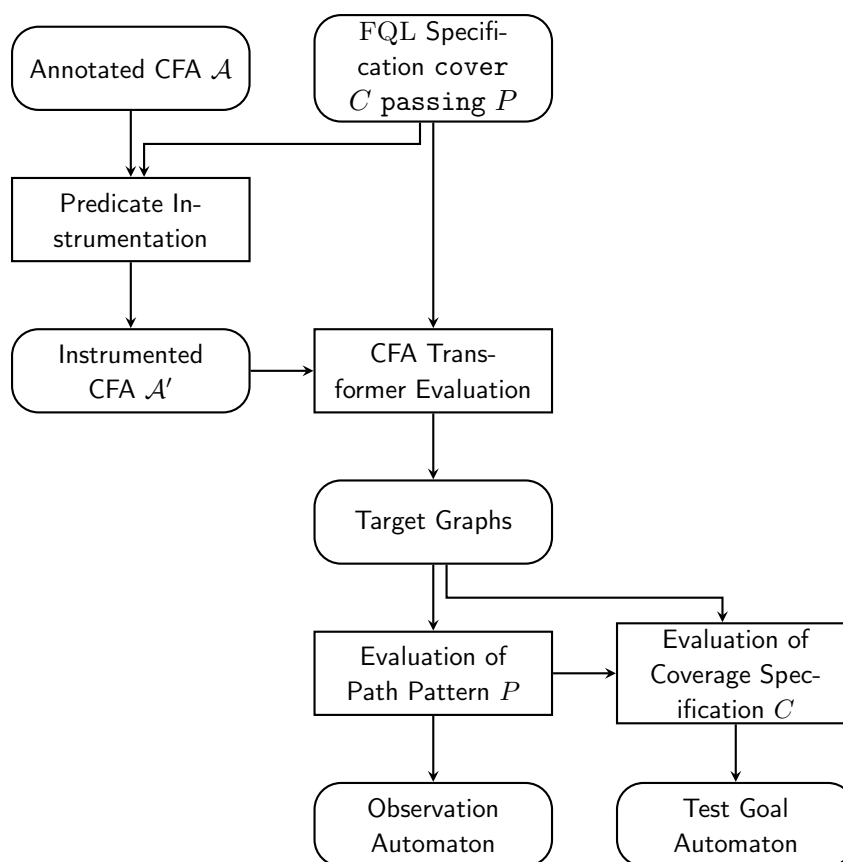 Annotated CFA 𝒜
FQL Specifi-
cation cover
C passing P
Predicate In-
strumentation
Instrumented
CFA 𝒜′
CFA Trans-
former Evaluation
Target Graphs
Evaluation of
Path Pattern P
Evaluation of
Coverage Spec-
ification C
Observation
Automaton
Test Goal
Automaton